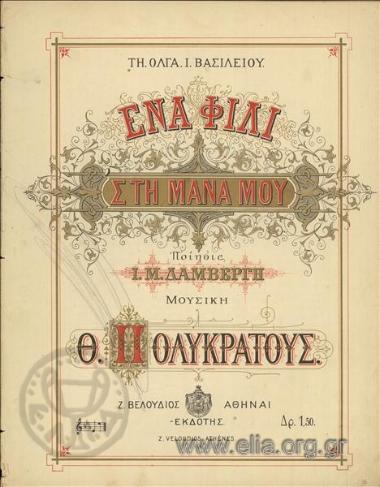 ΤΗ. ΟΛΓΑ. Ι. ΒΑΣΙΛΕΙΟΥ.
ΕΝΑ ΦΙΛΙ
ΣΤΗ ΜΑΝΑ ΜΟΥ
Ποίησις
Ι. Μ. ΔΑΜΒΕΡΓΗ
ΜΟΥΣΙΚΗ
Θ. ΠΟΛΥΚΡΑΤΟΥΣ.
Ζ. ΒΕΛΟΥΔΙΟΣ ΑΘΗΝΑΙ
-ΕΚΔΟΤΗΣ- Δρ. 1,50.
Z. VELOUDIOS ATHÈNES
www.elia.org.gr